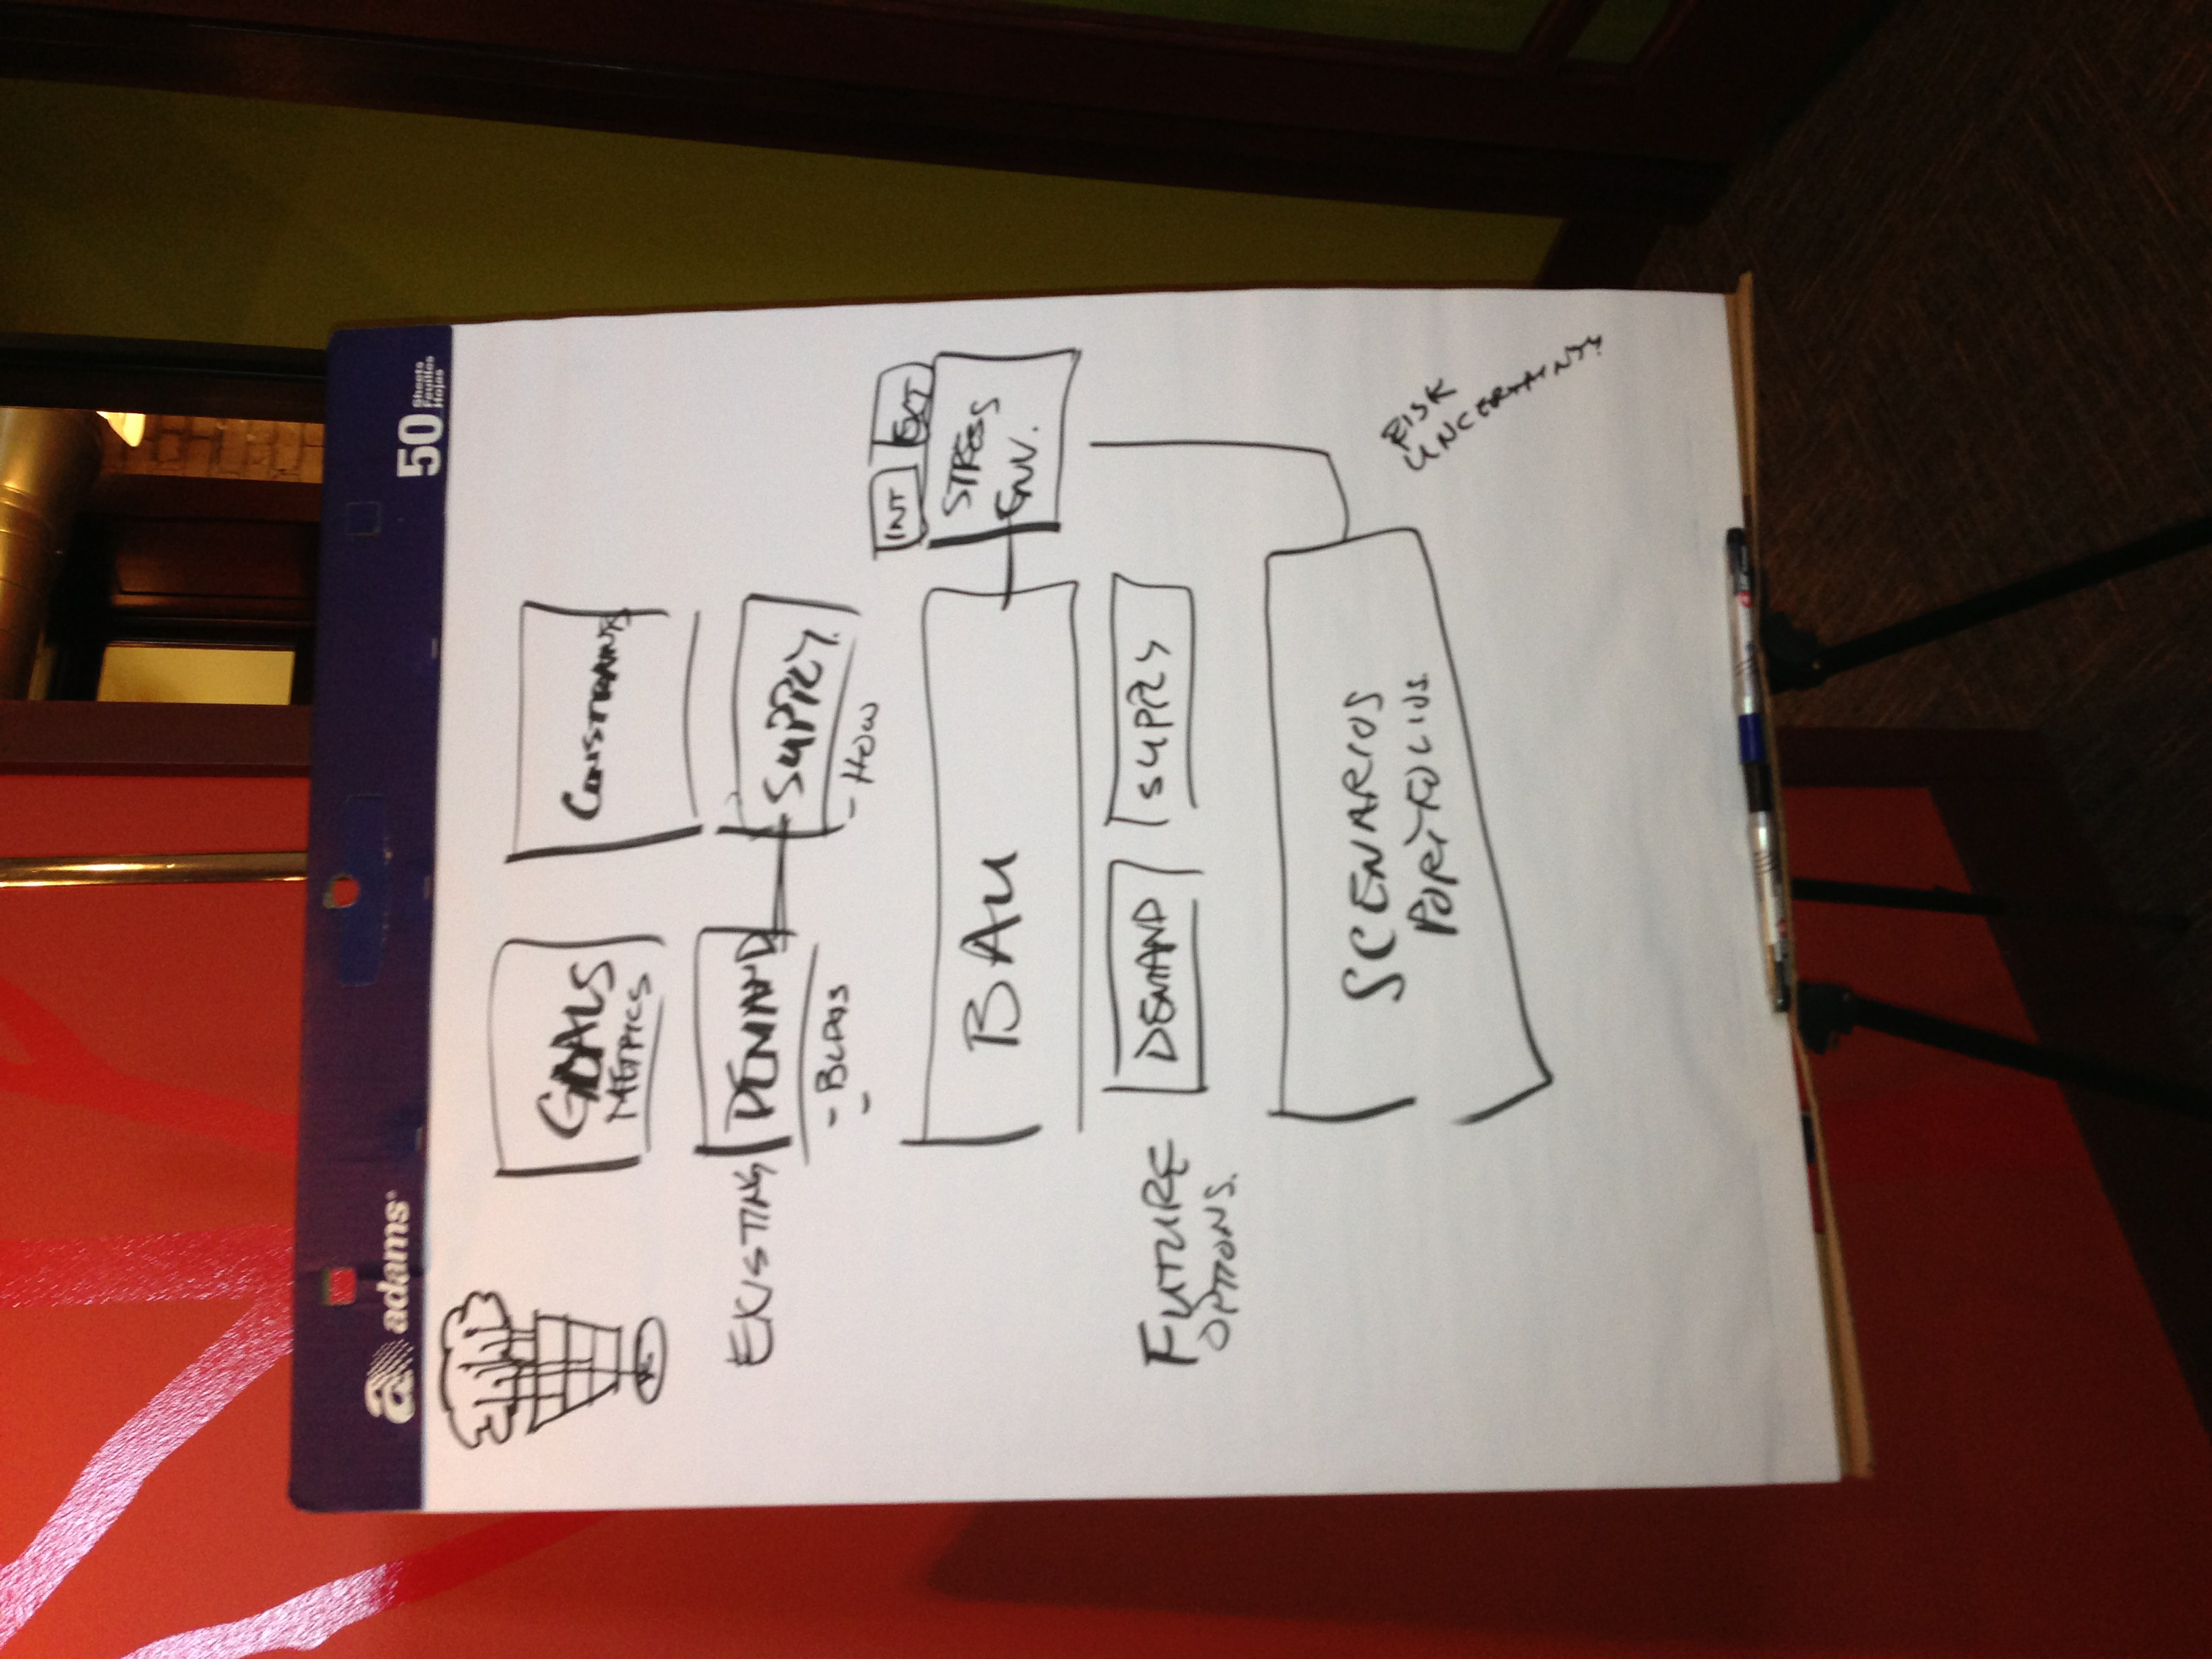 adams
50 Sheets
Feuilles
Hojas
GOALS
METRICS
CONSTRAINTS
EXISTING
DEMAND
SUPPLY.
- BLDGS
-
- HOW
BAU
INT
EXT
STRESS
ENV.
FUTURE
OPTIONS.
DEMAND
SUPPLY
SCENARIOS
PORTFOLIOS.
RISK
UNCERTAINTY